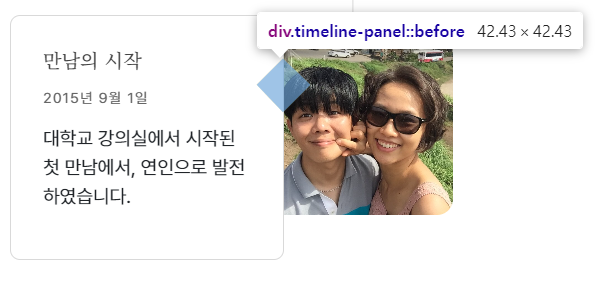 div.timeline-panel::before 42.43 × 42.43
만남의 시작
2015년 9월 1일
대학교 강의실에서 시작된
첫 만남에서, 연인으로 발전
하였습니다.